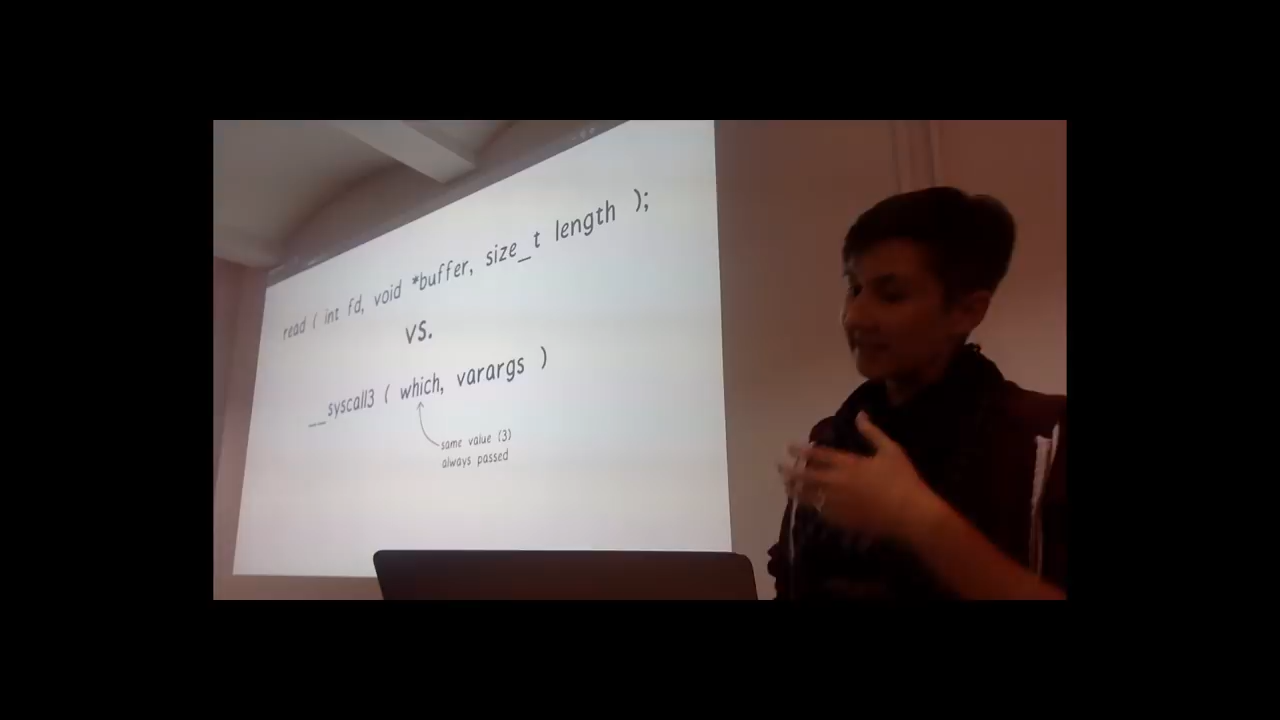 read ( int fd, void *buffer, size_t length );
vs.
__syscall3 ( which, varargs )
same value (3)
always passed